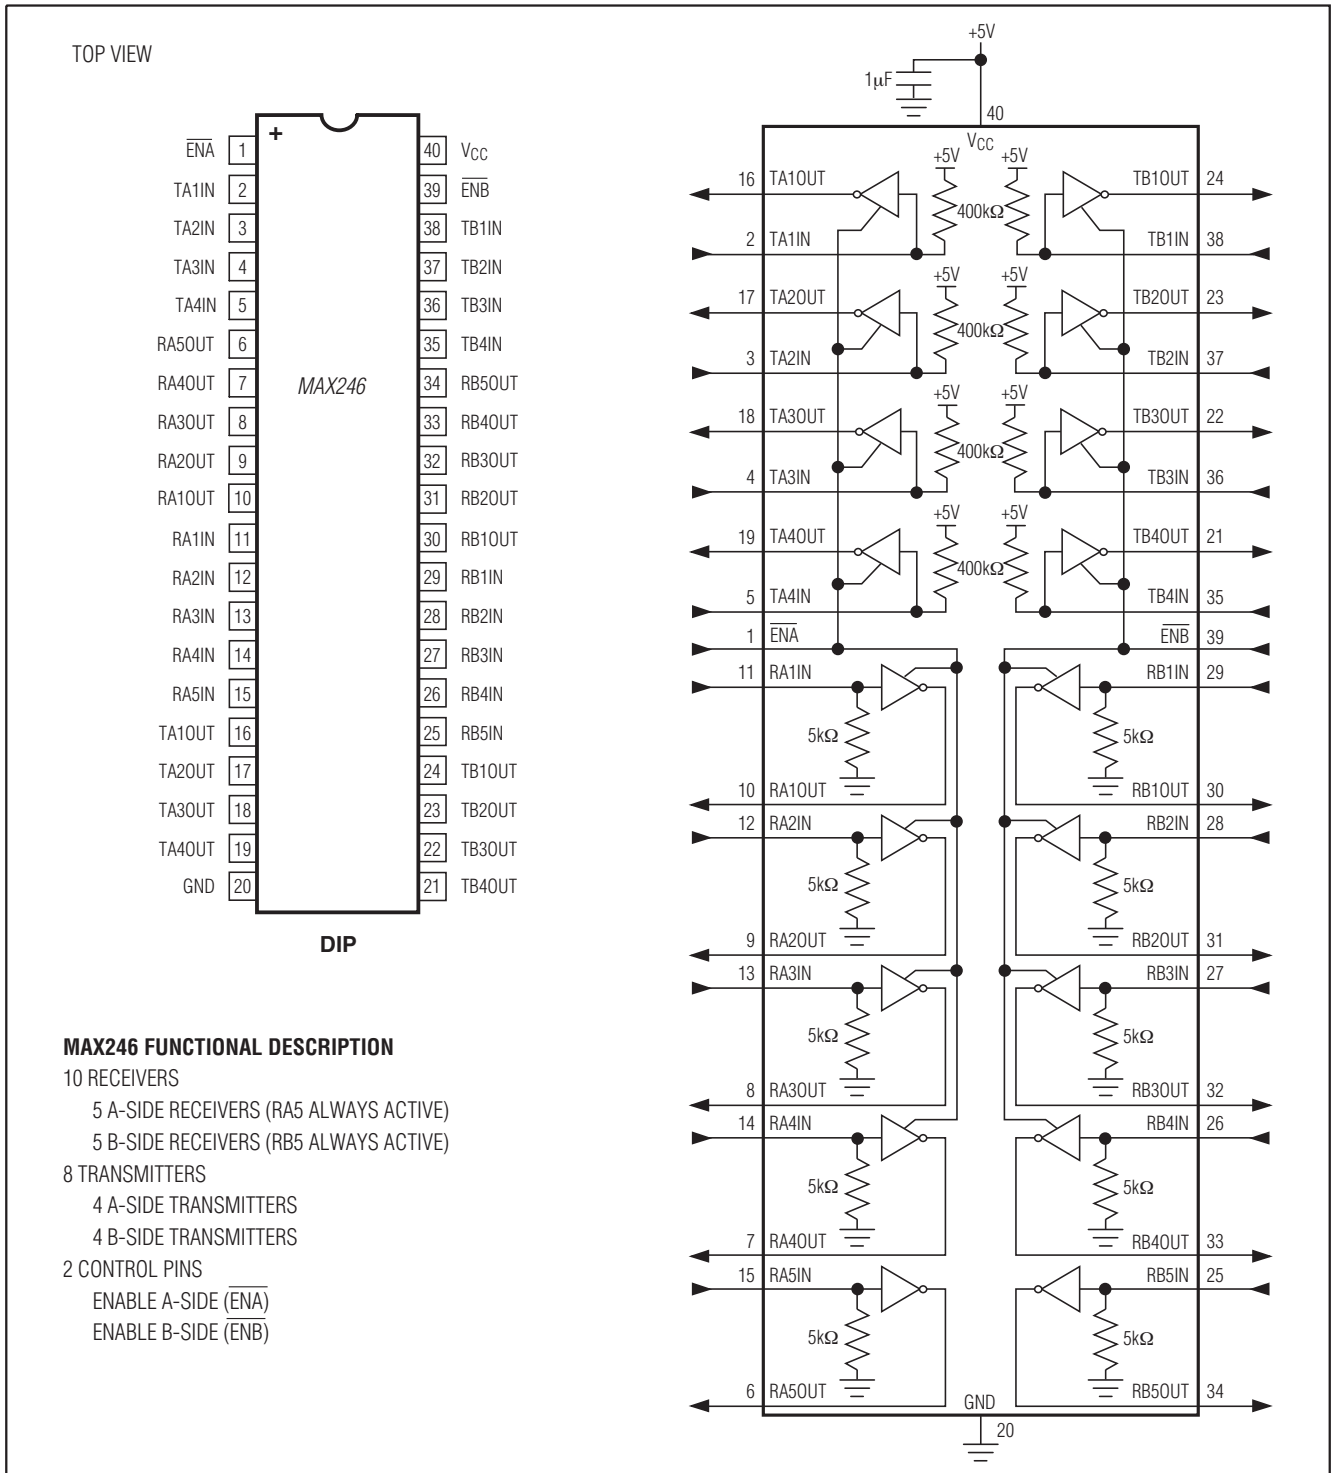 TOP VIEW
+
E̅N̅A̅ 1
TA1IN 2
TA2IN 3
TA3IN 4
TA4IN 5
RA5OUT 6
RA4OUT 7
RA3OUT 8
RA2OUT 9
RA1OUT 10
RA1IN 11
RA2IN 12
RA3IN 13
RA4IN 14
RA5IN 15
TA1OUT 16
TA2OUT 17
TA3OUT 18
TA4OUT 19
GND 20
MAX246
40 VCC
39 E̅N̅B̅
38 TB1IN
37 TB2IN
36 TB3IN
35 TB4IN
34 RB5OUT
33 RB4OUT
32 RB3OUT
31 RB2OUT
30 RB1OUT
29 RB1IN
28 RB2IN
27 RB3IN
26 RB4IN
25 RB5IN
24 TB1OUT
23 TB2OUT
22 TB3OUT
21 TB4OUT
DIP
MAX246 FUNCTIONAL DESCRIPTION
10 RECEIVERS
5 A-SIDE RECEIVERS (RA5 ALWAYS ACTIVE)
5 B-SIDE RECEIVERS (RB5 ALWAYS ACTIVE)
8 TRANSMITTERS
4 A-SIDE TRANSMITTERS
4 B-SIDE TRANSMITTERS
2 CONTROL PINS
ENABLE A-SIDE (E̅N̅A̅)
ENABLE B-SIDE (E̅N̅B̅)
+5V
1µF
40
VCC
+5V +5V
16 TA1OUT TB1OUT 24
400kΩ
2 TA1IN TB1IN 38
+5V +5V
17 TA2OUT TB2OUT 23
400kΩ
3 TA2IN TB2IN 37
+5V +5V
18 TA3OUT TB3OUT 22
400kΩ
4 TA3IN TB3IN 36
+5V +5V
19 TA4OUT TB4OUT 21
400kΩ
5 TA4IN TB4IN 35
1 E̅N̅A̅ E̅N̅B̅ 39
11 RA1IN RB1IN 29
5kΩ 5kΩ
10 RA1OUT RB1OUT 30
12 RA2IN RB2IN 28
5kΩ 5kΩ
9 RA2OUT RB2OUT 31
13 RA3IN RB3IN 27
5kΩ 5kΩ
8 RA3OUT RB3OUT 32
14 RA4IN RB4IN 26
5kΩ 5kΩ
7 RA4OUT RB4OUT 33
15 RA5IN RB5IN 25
5kΩ 5kΩ
6 RA5OUT RB5OUT 34
GND
20